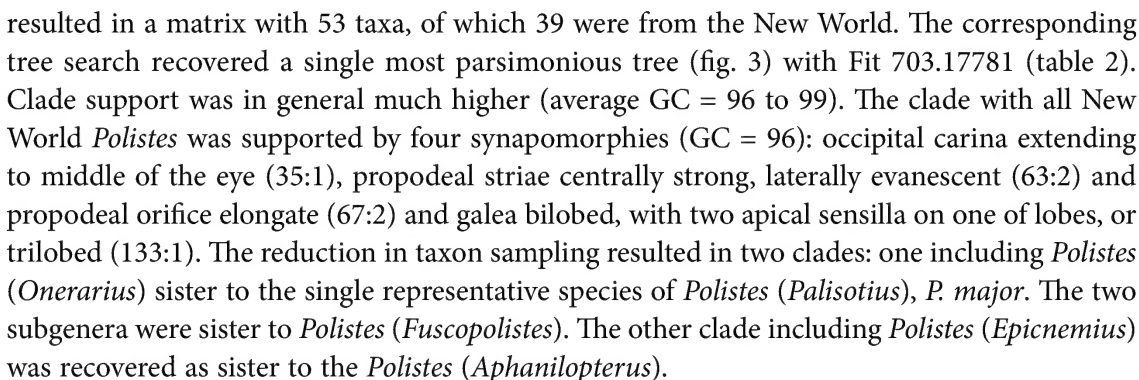 resulted in a matrix with 53 taxa, of which 39 were from the New World. The corresponding
tree search recovered a single most parsimonious tree (fig. 3) with Fit 703.17781 (table 2).
Clade support was in general much higher (average GC = 96 to 99). The clade with all New
World Polistes was supported by four synapomorphies (GC = 96): occipital carina extending
to middle of the eye (35:1), propodeal striae centrally strong, laterally evanescent (63:2) and
propodeal orifice elongate (67:2) and galea bilobed, with two apical sensilla on one of lobes, or
trilobed (133:1). The reduction in taxon sampling resulted in two clades: one including Polistes
(Onerarius) sister to the single representative species of Polistes (Palisotius), P. major. The two
subgenera were sister to Polistes (Fuscopolistes). The other clade including Polistes (Epicnemius)
was recovered as sister to the Polistes (Aphanilopterus).